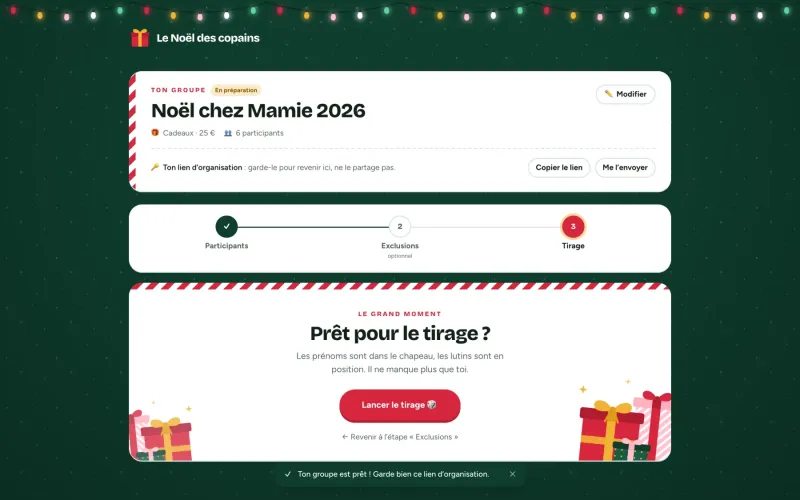 Le Noël des copains
TON GROUPE En préparation
Modifier
Noël chez Mamie 2026
Cadeaux · 25 € 6 participants
Ton lien d'organisation : garde-le pour revenir ici, ne le partage pas.
Copier le lien Me l'envoyer
2 3
Participants Exclusions Tirage
optionnel
LE GRAND MOMENT
Prêt pour le tirage ?
Les prénoms sont dans le chapeau, les lutins sont en
position. Il ne manque plus que toi.
Lancer le tirage
← Revenir à l'étape « Exclusions »
Ton groupe est prêt ! Garde bien ce lien d'organisation. ×